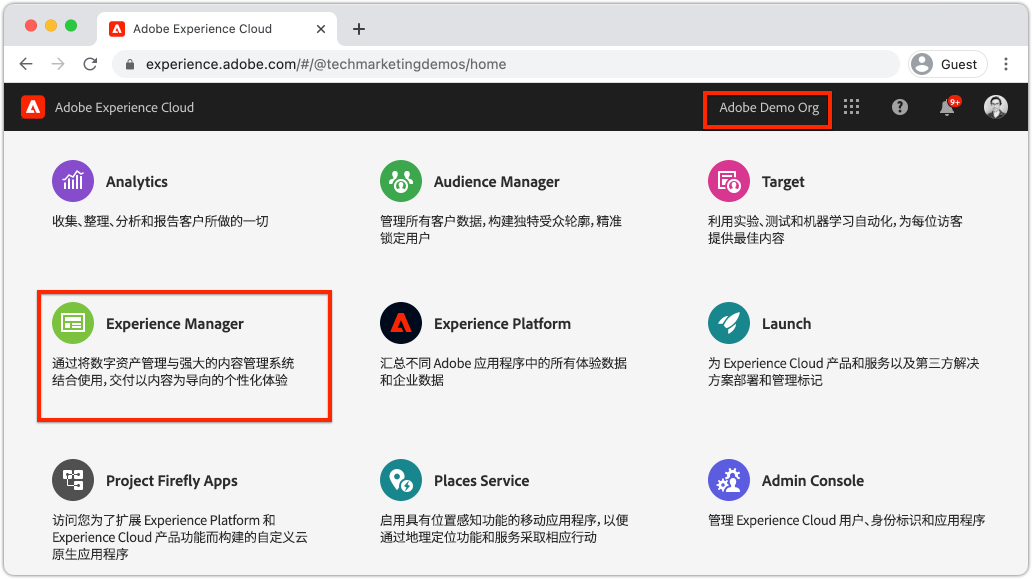 Adobe Experience Cloud
experience.adobe.com/#/@techmarketingdemos/home
Guest
Adobe Experience Cloud
Adobe Demo Org
9+
Analytics
收集、整理、分析和报告客户所做的一切
Audience Manager
管理所有客户数据，构建独特受众轮廓，精准
锁定用户
Target
利用实验、测试和机器学习自动化，为每位访客
提供最佳内容
Experience Manager
通过将数字资产管理与强大的内容管理系统
结合使用，交付以内容为导向的个性化体验
Experience Platform
汇总不同 Adobe 应用程序中的所有体验数据
和企业数据
Launch
为 Experience Cloud 产品和服务以及第三方解决
方案部署和管理标记
Project Firefly Apps
访问您为了扩展 Experience Platform 和
Experience Cloud 产品功能而构建的自定义云
原生应用程序
Places Service
启用具有位置感知功能的移动应用程序，以便
通过地理定位功能和服务采取相应行动
Admin Console
管理 Experience Cloud 用户、身份标识和应用程序